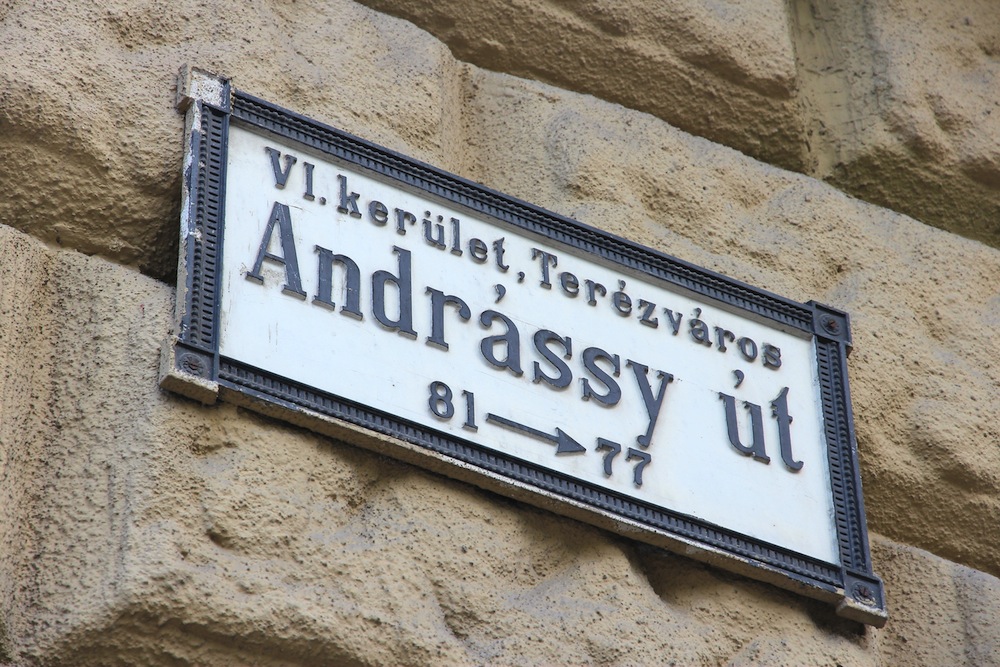 VI. kerület, Terézváros
Andrássy út
81 → 77